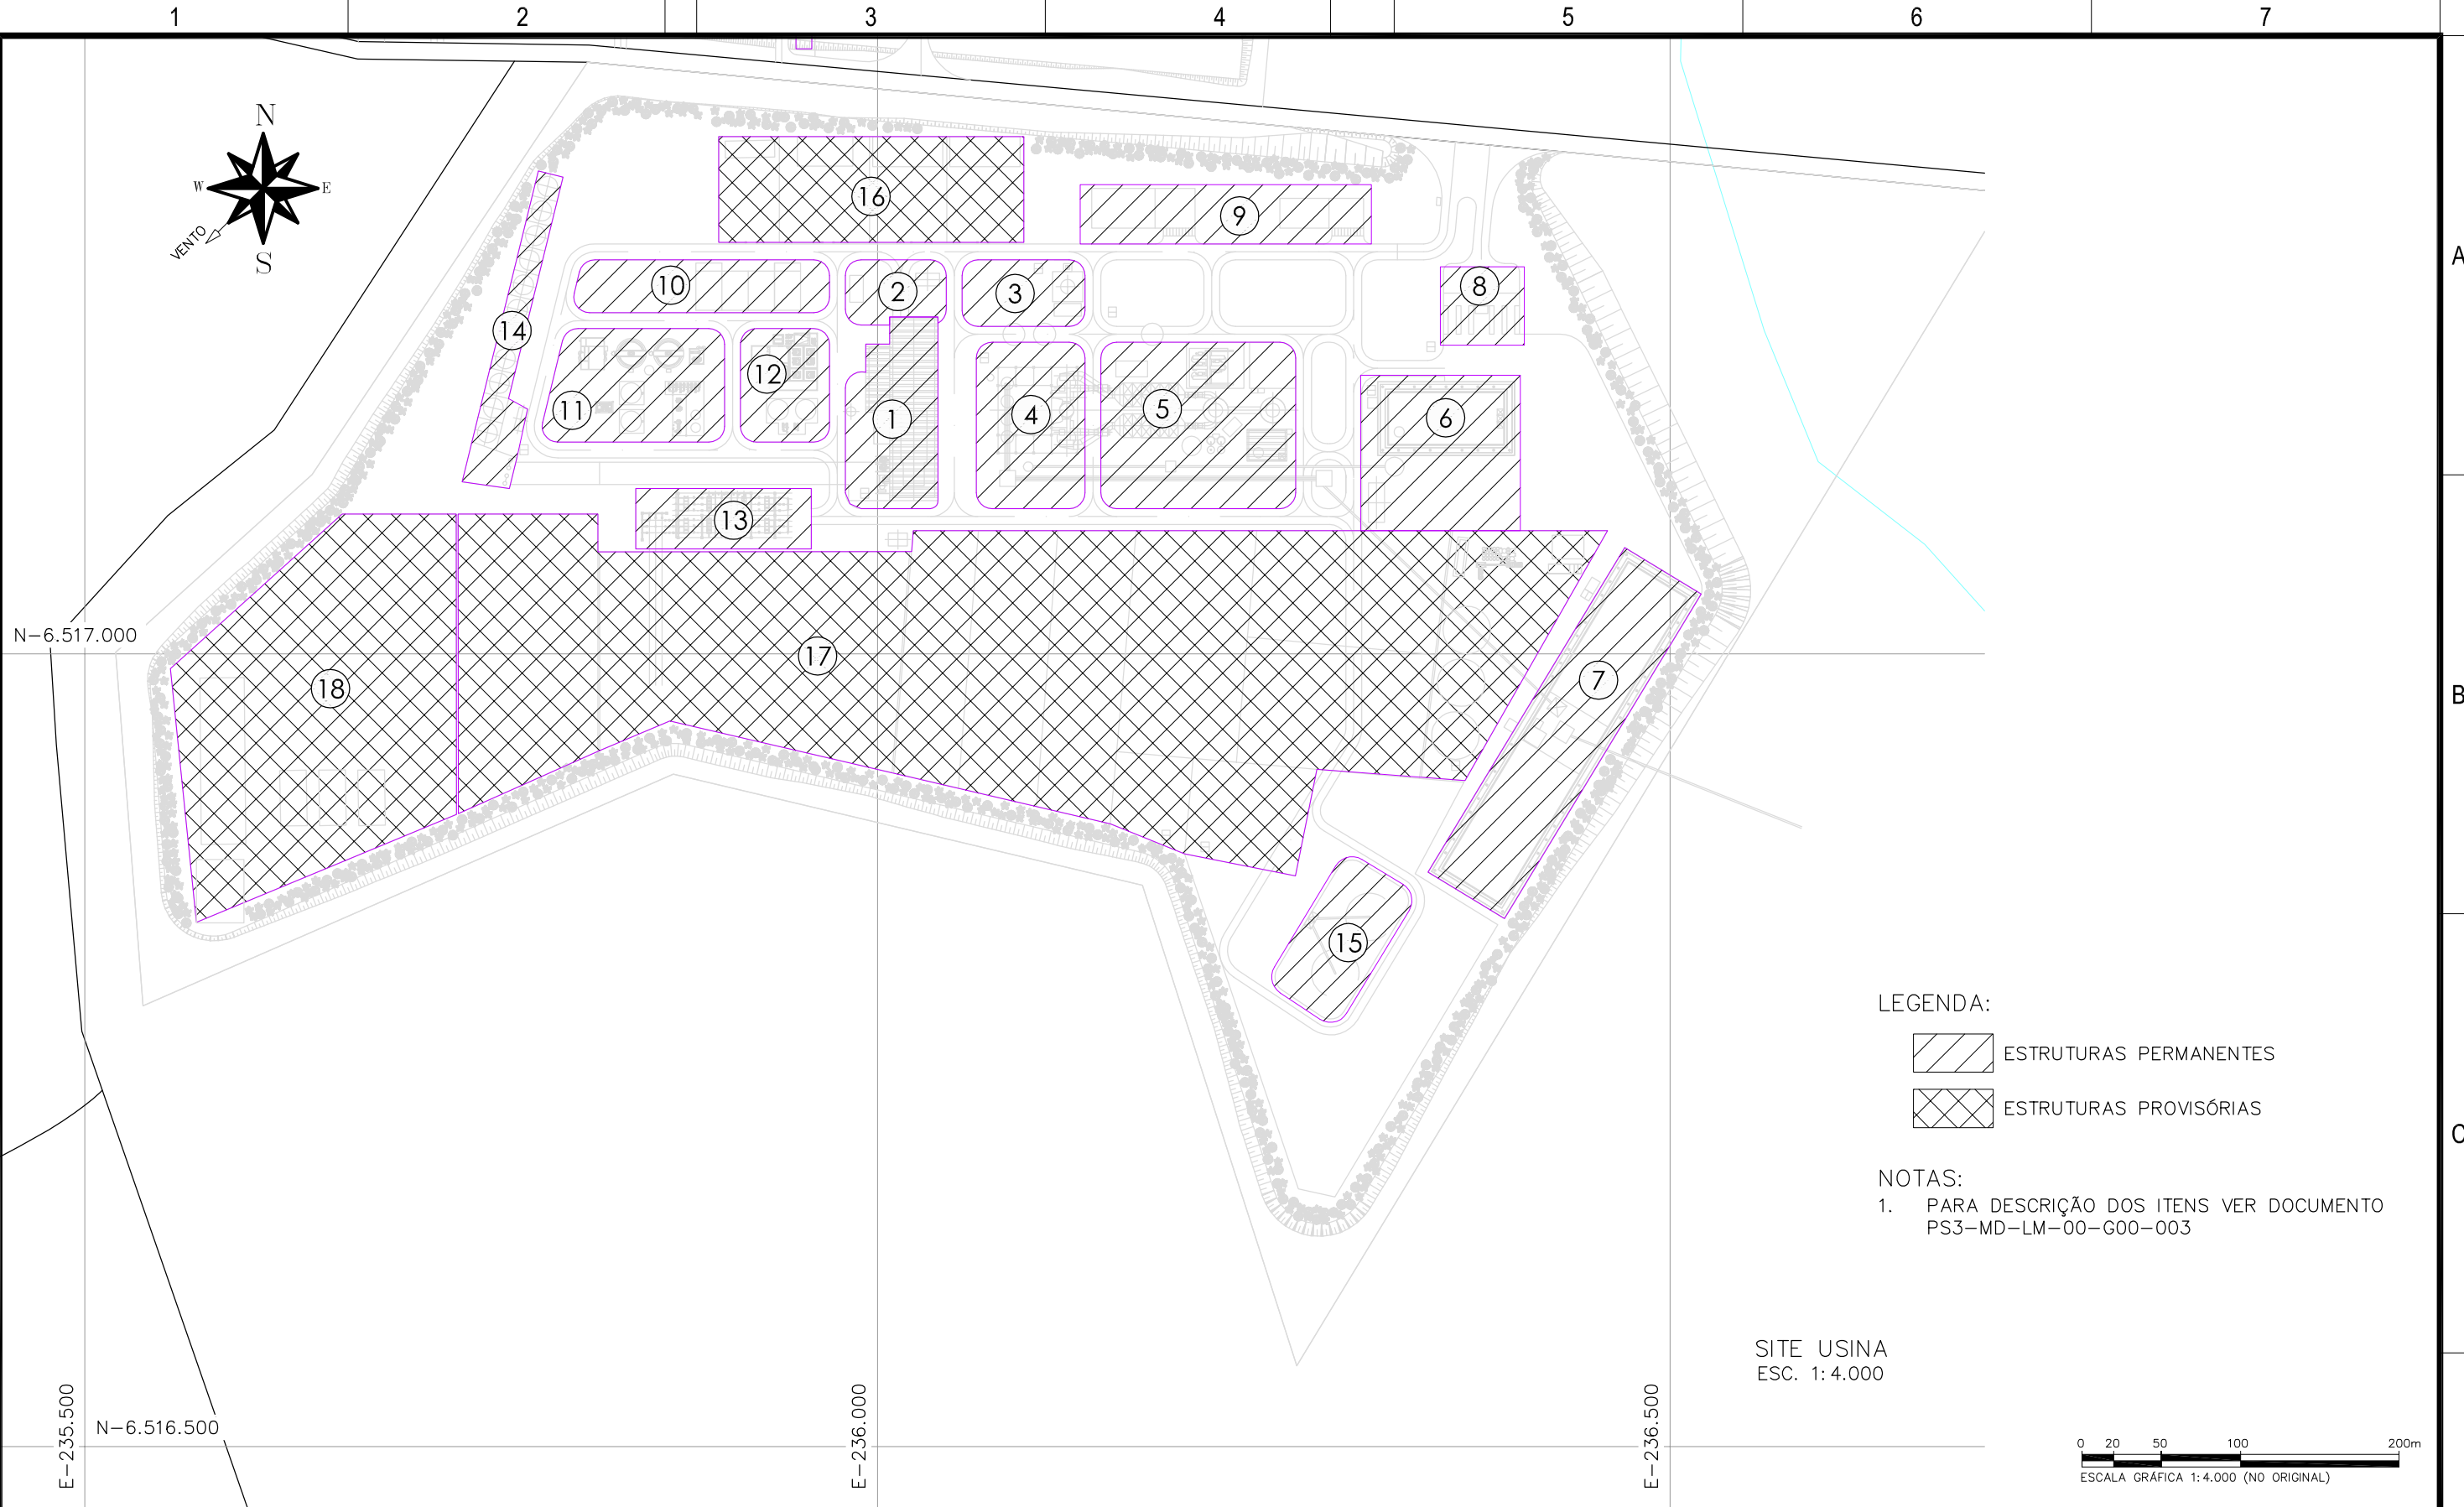 1 2 3 4 5 6 7
N
W E
VENTO
S
A
16
9
10 2 3 8
14
12
11 1 4 5 6
13
N-6.517.000
17
18 7
B
15
LEGENDA:
ESTRUTURAS PERMANENTES
ESTRUTURAS PROVISÓRIAS
C
NOTAS:
1. PARA DESCRIÇÃO DOS ITENS VER DOCUMENTO
PS3-MD-LM-00-G00-003
SITE USINA
ESC. 1:4.000
E-235.500
N-6.516.500
E-236.000
E-236.500
0 20 50 100 200m
ESCALA GRÁFICA 1:4.000 (NO ORIGINAL)